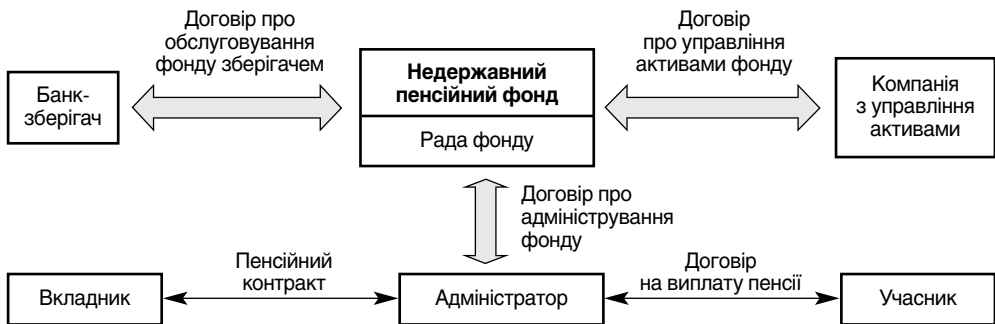 Договір про
обслуговування
фонду зберігачем
Договір
про управління
активами фонду
Банк-
зберігач
Недержавний
пенсійний фонд
Рада фонду
Компанія
з управління
активами
Договір про
адміністрування
фонду
Вкладник
Пенсійний
контракт
Адміністратор
Договір
на виплату пенсії
Учасник